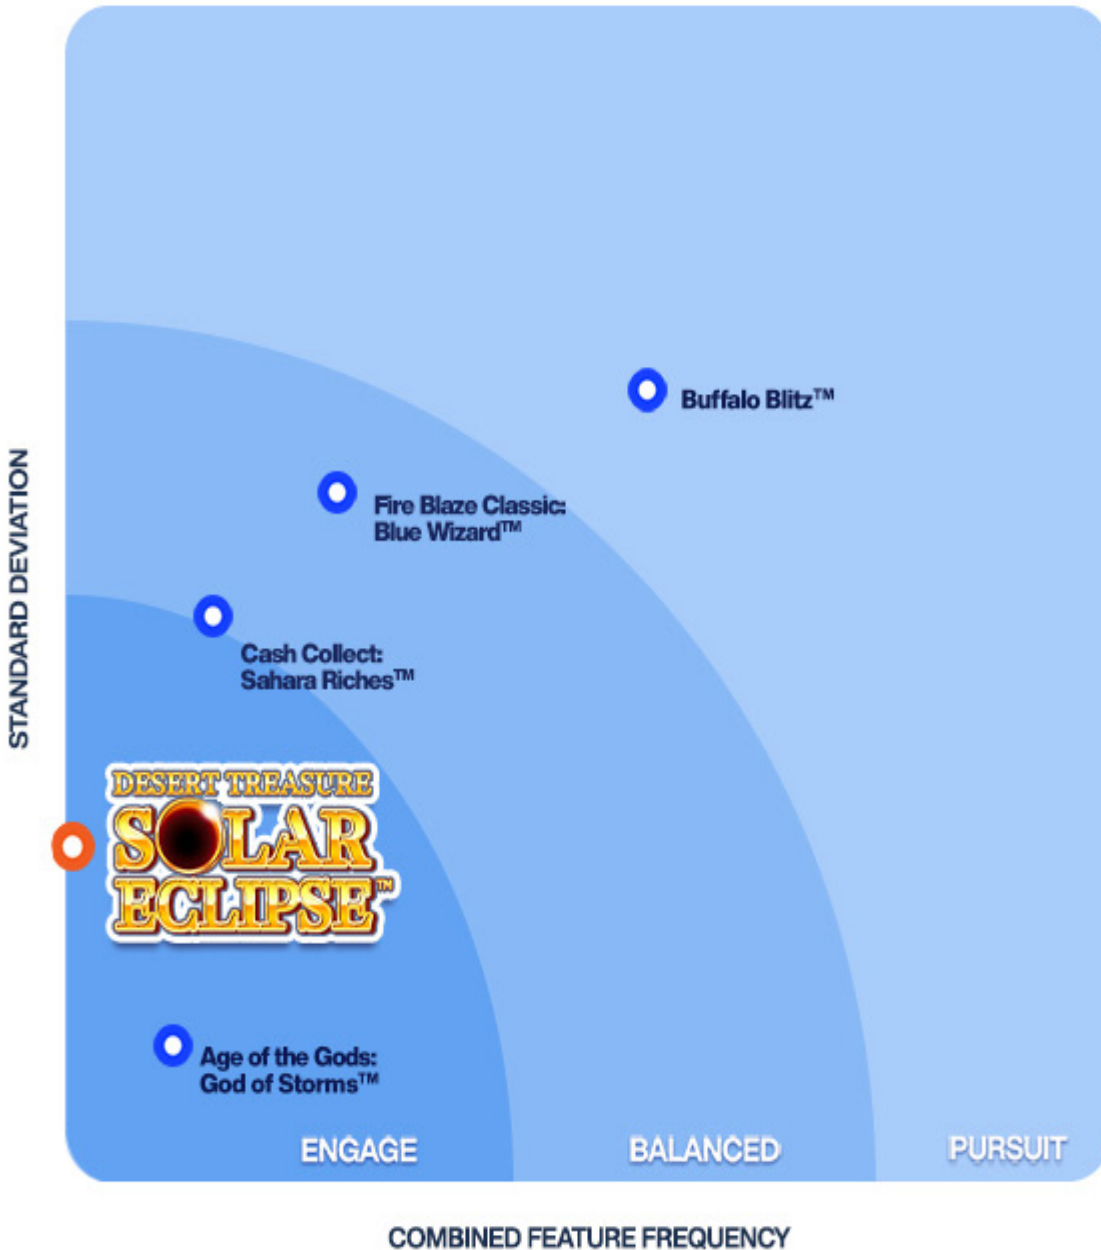 STANDARD DEVIATION
Buffalo Blitz™
Fire Blaze Classic:
Blue Wizard™
Cash Collect:
Sahara Riches™
DESERT TREASURE
SOLAR
ECLIPSE™
Age of the Gods:
God of Storms™
ENGAGE
BALANCED
PURSUIT
COMBINED FEATURE FREQUENCY